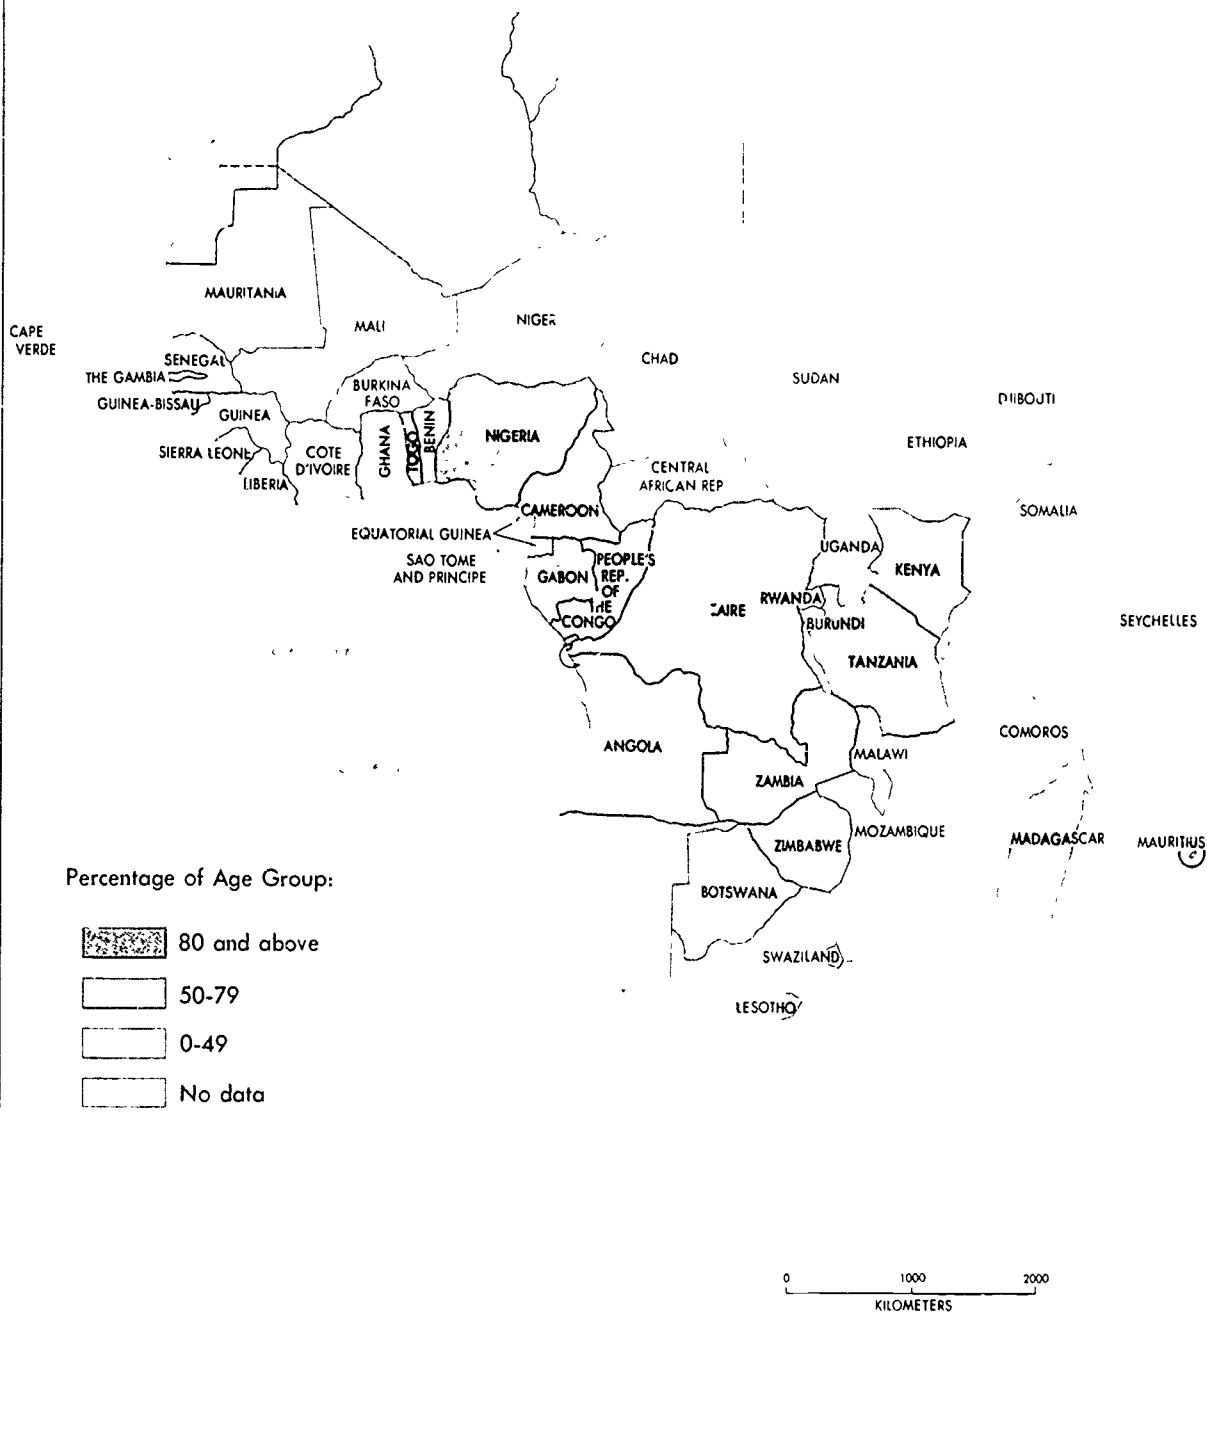 MAURITANIA
CAPE
VERDE
MALI
NIGER
CHAD
SUDAN
SENEGAL
THE GAMBIA
GUINEA-BISSAU
GUINEA
BURKINA
FASO
DJIBOUTI
ETHIOPIA
SIERRA LEONE
LIBERIA
COTE
D'IVOIRE
GHANA
TOGO
BENIN
NIGERIA
CENTRAL
AFRICAN REP
SOMALIA
CAMEROON
EQUATORIAL GUINEA
SAO TOME
AND PRINCIPE
GABON
PEOPLE'S
REP.
OF
THE
CONGO
UGANDA
KENYA
ZAIRE
RWANDA
BURUNDI
TANZANIA
SEYCHELLES
ANGOLA
ZAMBIA
MALAWI
COMOROS
MOZAMBIQUE
ZIMBABWE
MADAGASCAR
MAURITIUS
BOTSWANA
SWAZILAND
LESOTHO
Percentage of Age Group:
80 and above
50-79
0-49
No data
0 1000 2000
KILOMETERS